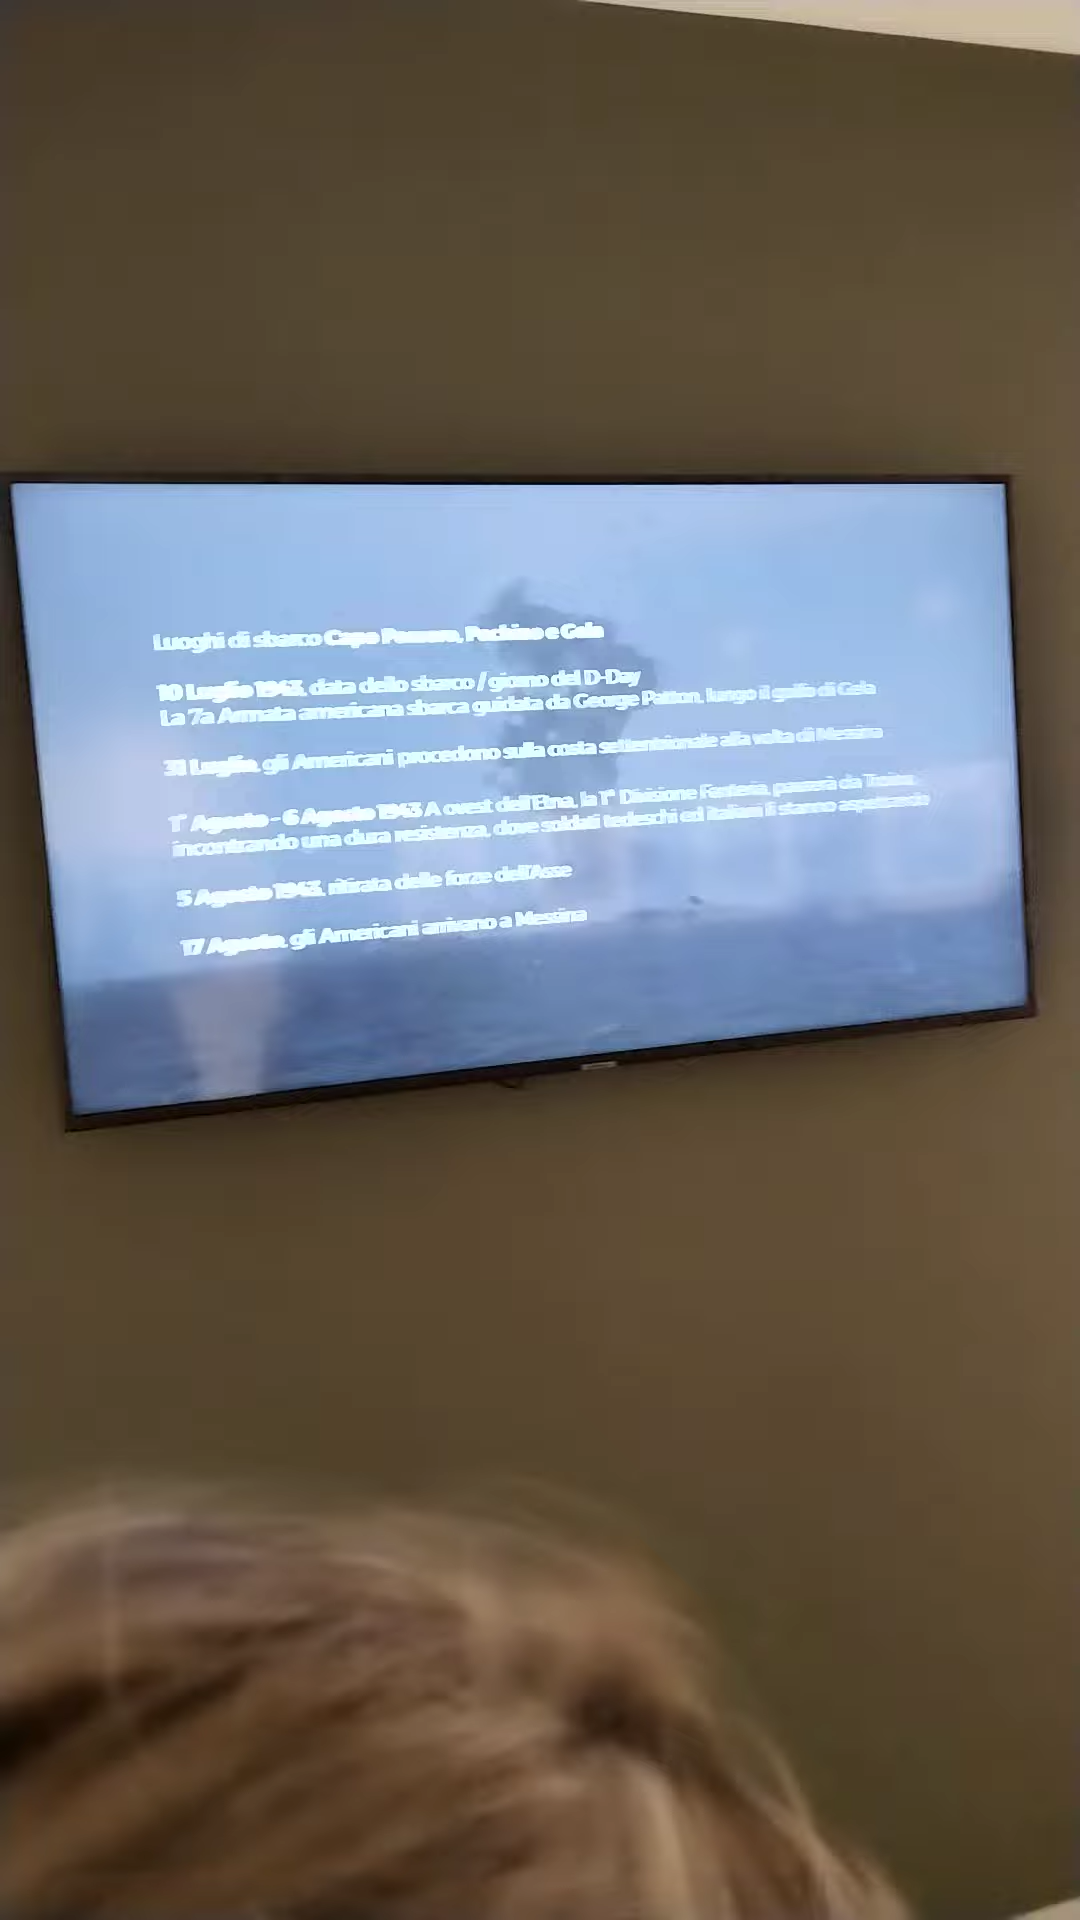 Luoghi di sbarco Capo Passero, Pachino e Gela
10 Luglio 1943, data dello sbarco / giorno del D-Day
La 7a Armata americana sbarca guidata da George Patton, lungo il golfo di Gela
31 Luglio, gli Americani procedono sulla costa settentrionale alla volta di Messina
1° Agosto - 6 Agosto 1943 A ovest dell'Etna, la 1° Divisione Fanteria, passerà da Troina,
incontrando una dura resistenza, dove soldati tedeschi ed italiani li stanno aspettando
5 Agosto 1943, ritirata delle forze dell'Asse
17 Agosto, gli Americani arrivano a Messina